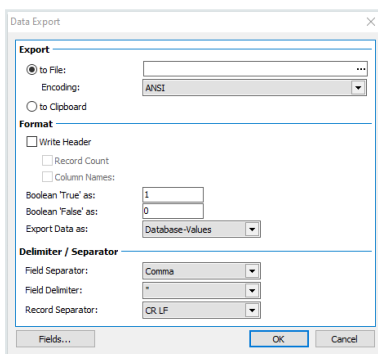 Data Export
Export
to File: ...
Encoding: ANSI
to Clipboard
Format
Write Header
Record Count
Column Names:
Boolean 'True' as: 1
Boolean 'False' as: 0
Export Data as: Database-Values
Delimiter / Separator
Field Separator: Comma
Field Delimiter: "
Record Separator: CR LF
Fields... OK Cancel